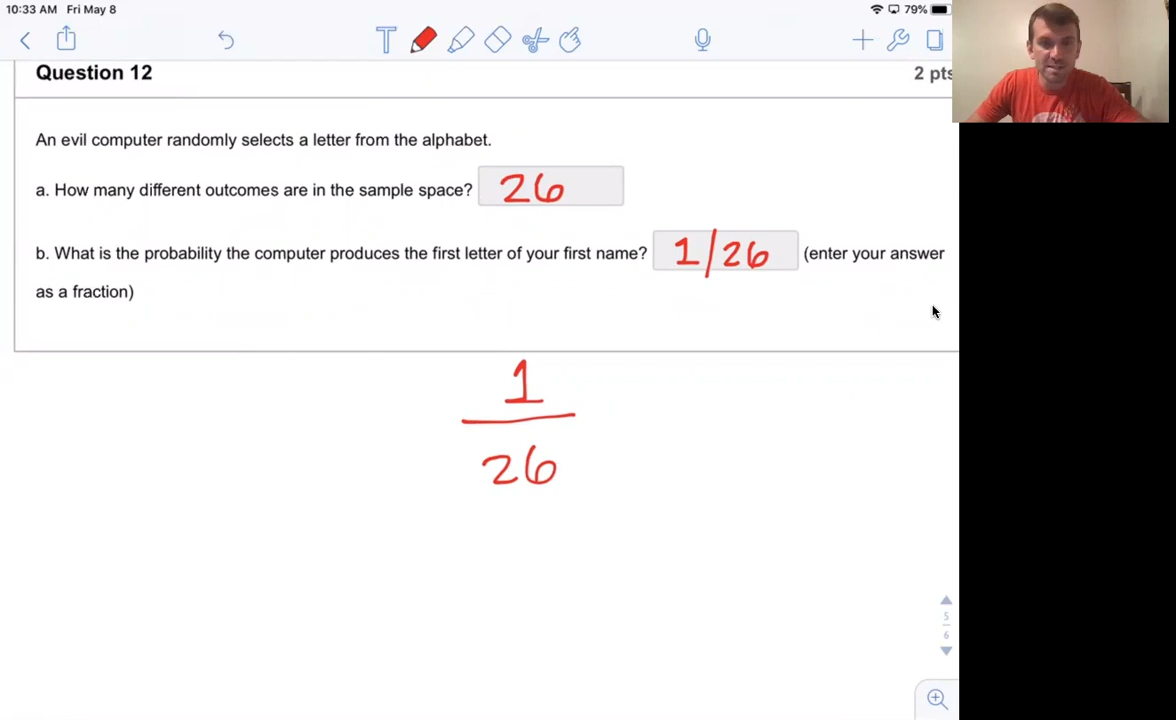 10:33 AM Fri May 8
79%
T
Question 12
2 pts
An evil computer randomly selects a letter from the alphabet.
a. How many different outcomes are in the sample space? 26
b. What is the probability the computer produces the first letter of your first name? 1/26 (enter your answer
as a fraction)
1
26
5
6